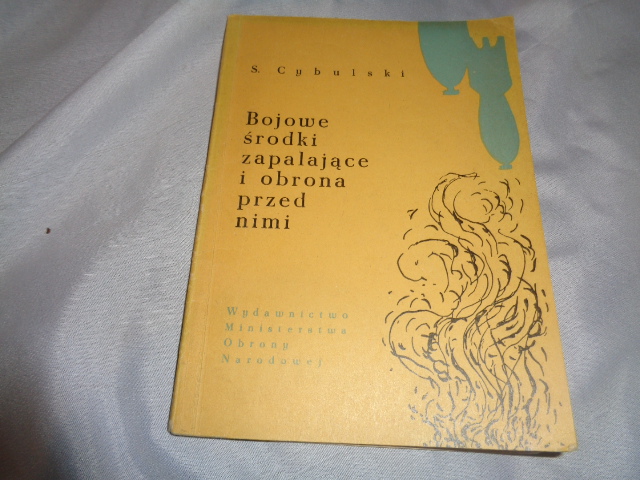 S. Cybulski
Bojowe
środki
zapalające
i obrona
przed
nimi
Wydawnictwo
Ministerstwa
Obrony
Narodowej